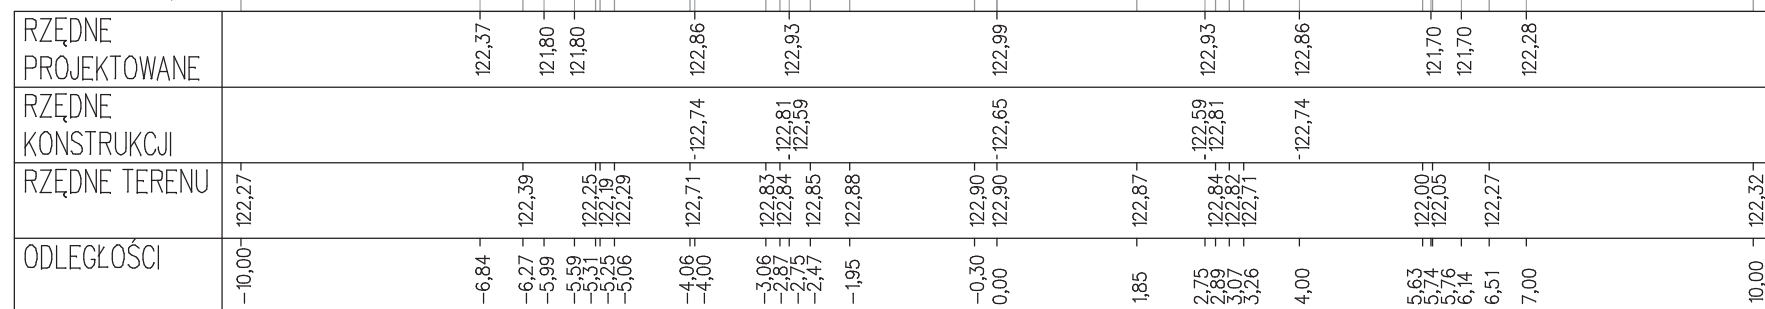 RZĘDNE
PROJEKTOWANE
122,37 121,80 121,80 122,86 122,93 122,99 122,93 122,86 121,70 121,70 122,28
RZĘDNE
KONSTRUKCJI
-122,74 -122,81 -122,59 -122,65 -122,59 -122,81 -122,74
RZĘDNE TERENU
122,27 122,39 122,25 122,19 122,29 122,71 122,83 122,84 122,85 122,88 122,90 122,90 122,87 122,84 122,82 122,71 122,00 122,05 122,27 122,32
ODLEGŁOŚCI
-10,00 -6,84 -6,27 -5,99 -5,59 -5,31 -5,25 -5,06 -4,06 -4,00 -3,06 -2,87 -2,75 -2,47 -1,95 -0,30 0,00 1,85 2,75 2,89 3,07 3,26 4,00 5,63 5,74 5,76 6,14 6,51 7,00 10,00